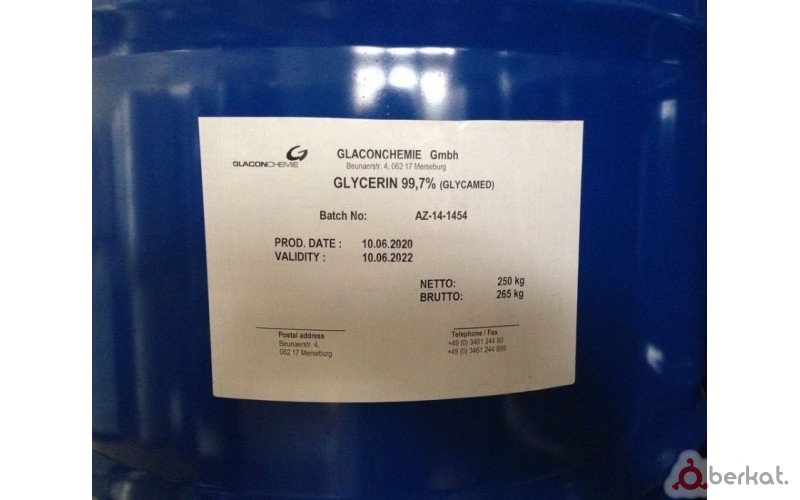 GLACONCHEMIE
GLACONCHEMIE Gmbh
Beunaerstr. 4, 062 17 Merseburg
GLYCERIN 99,7% (GLYCAMED)
Batch No: AZ-14-1454
PROD. DATE : 10.06.2020
VALIDITY : 10.06.2022
NETTO: 250 kg
BRUTTO: 265 kg
Postal address
Beunaerstr. 4,
062 17 Merseburg
Telephone / Fax
+49 (0) 3461 244 80
+49 (0) 3461 244 899
berkat.